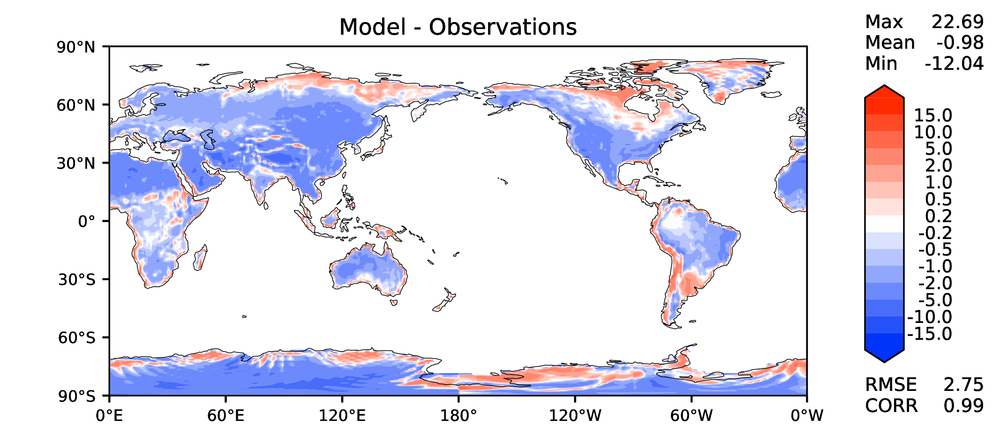 Model - Observations
Max 22.69
Mean -0.98
Min -12.04
90°N
60°N
30°N
0°
30°S
60°S
90°S
0°E 60°E 120°E 180° 120°W 60°W 0°W
15.0
10.0
5.0
2.0
1.0
0.5
0.2
-0.2
-0.5
-1.0
-2.0
-5.0
-10.0
-15.0
RMSE 2.75
CORR 0.99